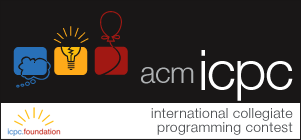 acm icpc
icpc.foundation
international collegiate
programming contest